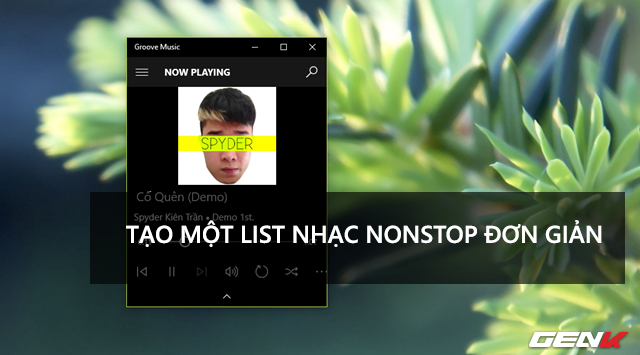 Groove Music
NOW PLAYING
SPYDER
Cố Quên (Demo)
Spyder Kiên Trần • Demo 1st.
TẠO MỘT LIST NHẠC NONSTOP ĐƠN GIẢN
GENK